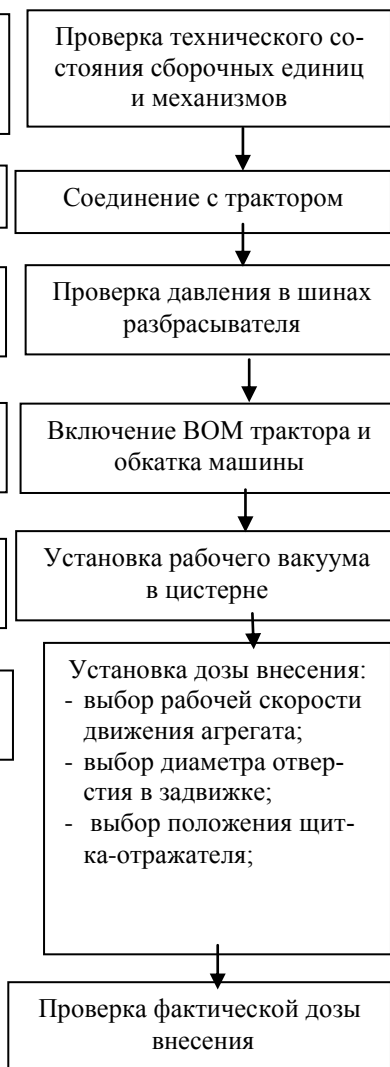 Проверка технического со-
стояния сборочных единиц
и механизмов
Соединение с трактором
Проверка давления в шинах
разбрасывателя
Включение ВОМ трактора и
обкатка машины
Установка рабочего вакуума
в цистерне
Установка дозы внесения:
- выбор рабочей скорости
движения агрегата;
- выбор диаметра отвер-
стия в задвижке;
- выбор положения щит-
ка-отражателя;
Проверка фактической дозы
внесения